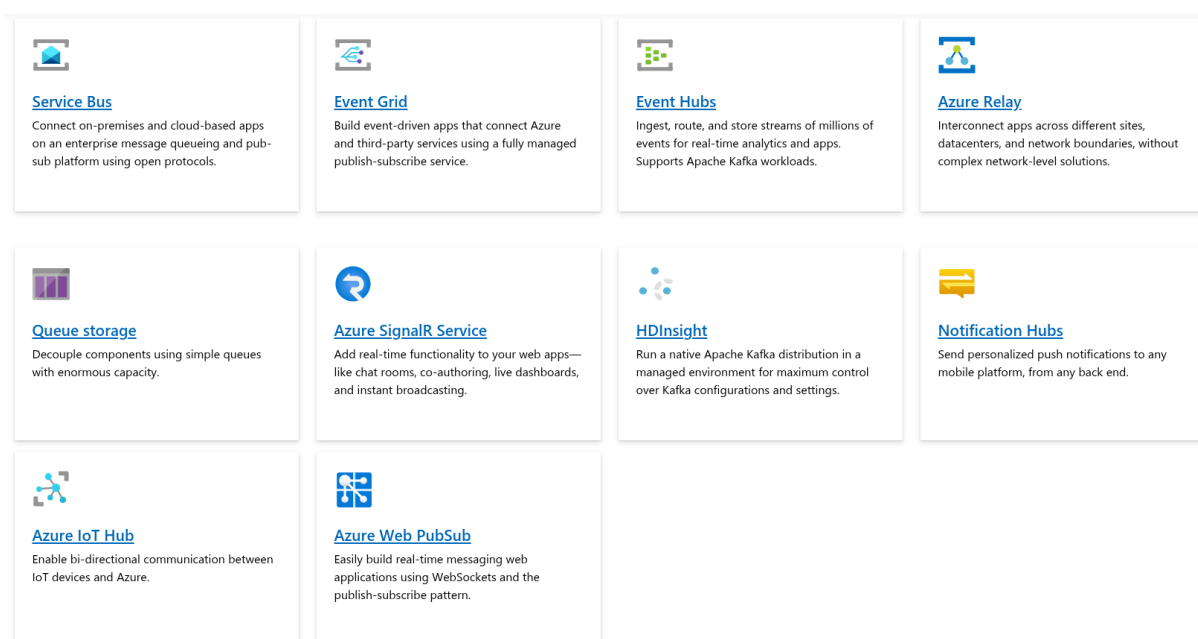 Service Bus
Connect on-premises and cloud-based apps
on an enterprise message queueing and pub-
sub platform using open protocols.
Event Grid
Build event-driven apps that connect Azure
and third-party services using a fully managed
publish-subscribe service.
Event Hubs
Ingest, route, and store streams of millions of
events for real-time analytics and apps.
Supports Apache Kafka workloads.
Azure Relay
Interconnect apps across different sites,
datacenters, and network boundaries, without
complex network-level solutions.
Queue storage
Decouple components using simple queues
with enormous capacity.
Azure SignalR Service
Add real-time functionality to your web apps—
like chat rooms, co-authoring, live dashboards,
and instant broadcasting.
HDInsight
Run a native Apache Kafka distribution in a
managed environment for maximum control
over Kafka configurations and settings.
Notification Hubs
Send personalized push notifications to any
mobile platform, from any back end.
Azure IoT Hub
Enable bi-directional communication between
IoT devices and Azure.
Azure Web PubSub
Easily build real-time messaging web
applications using WebSockets and the
publish-subscribe pattern.